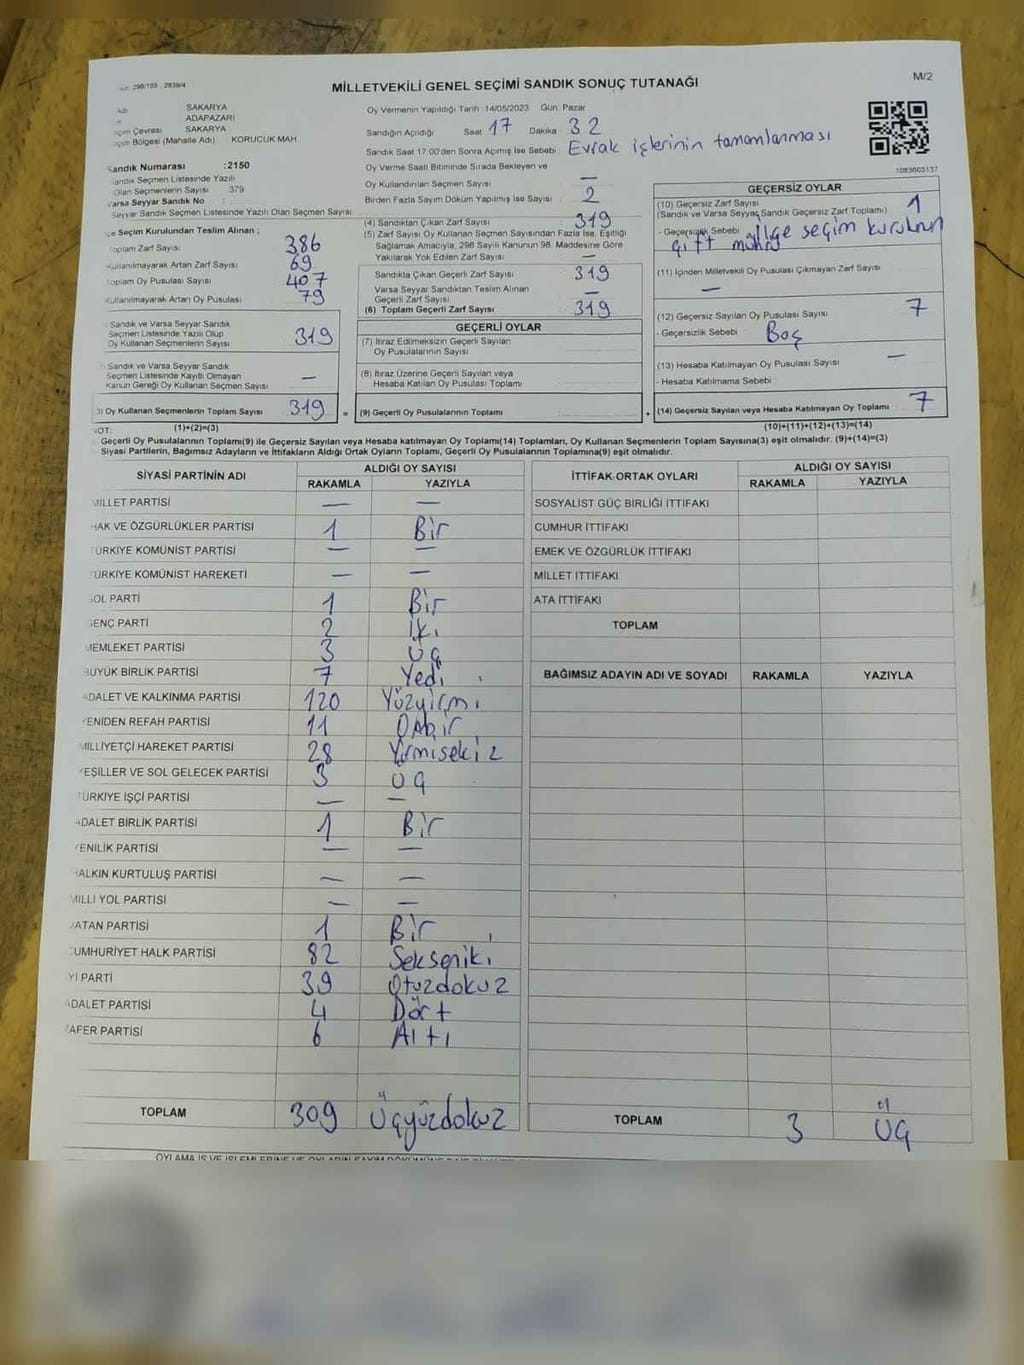 298/105 . 2839/4
MİLLETVEKİLİ GENEL SEÇİMİ SANDIK SONUÇ TUTANAĞI
M/2
SAKARYA
ADAPAZARI
SAKARYA
Çevresi
Bölgesi (Mahalle Adı) KORUCUK MAH
Oy Vermenin Yapıldığı Tarih :14/05/2023 Gün: Pazar
Sandığın Açıldığı Saat 17 Dakika 32
Sandık Saat 17:00'den Sonra Açılmış İse Sebebi : Evrak işlerinin tamamlanması
1083603137
Sandık Numarası :2150
Sandık Seçmen Listesinde Yazılı
Olan Seçmenlerin Sayısı 379
Varsa Seyyar Sandık No :
Seyyar Sandık Seçmen Listesinde Yazılı Olan Seçmen Sayısı
Oy Verme Saati Bitiminde Sırada Bekleyen ve
Oy Kullandırılan Seçmen Sayısı —
Birden Fazla Sayım Döküm Yapılmış İse Sayısı 2
İlçe Seçim Kurulundan Teslim Alınan ;
Toplam Zarf Sayısı 386
Kullanılmayarak Artan Zarf Sayısı 69
Toplam Oy Pusulası Sayısı 407
Kullanılmayarak Artan Oy Pusulası 79
Sandık ve Varsa Seyyar Sandık
Seçmen Listesinde Yazılı Olup
Oy Kullanan Seçmenlerin Sayısı 319
Sandık ve Varsa Seyyar Sandık
Seçmen Listesinde Kayıtlı Olmayan
Kanun Gereği Oy Kullanan Seçmen Sayısı —
) Oy Kullanan Seçmenlerin Toplam Sayısı 319 =
(4) Sandıktan Çıkan Zarf Sayısı 319
(5) Zarf Sayısı Oy Kullanan Seçmen Sayısından Fazla İse, Eşitliği
Sağlamak Amacıyla, 298 Sayılı Kanunun 98. Maddesine Göre
Yakılarak Yok Edilen Zarf Sayısı —
Sandıkta Çıkan Geçerli Zarf Sayısı 319
Varsa Seyyar Sandıktan Teslim Alınan
Geçerli Zarf Sayısı —
(6) Toplam Geçerli Zarf Sayısı 319
GEÇERLİ OYLAR
(7) İtiraz Edilmeksizin Geçerli Sayılan
Oy Pusulalarının Sayısı
(8) İtiraz Üzerine Geçerli Sayılan veya
Hesaba Katılan Oy Pusulası Toplamı
(9) Geçerli Oy Pusulalarının Toplamı +
GEÇERSİZ OYLAR
(10) Geçersiz Zarf Sayısı 1
(Sandık ve Varsa Seyyar Sandık Geçersiz Zarf Toplamı)
- Geçersizlik Sebebi ilçe seçim kurulunun
çift mührü
(11) İçinden Milletvekili Oy Pusulası Çıkmayan Zarf Sayısı
—
(12) Geçersiz Sayılan Oy Pusulası Sayısı 7
- Geçersizlik Sebebi Boş
(13) Hesaba Katılmayan Oy Pusulası Sayısı —
- Hesaba Katılmama Sebebi
(14) Geçersiz Sayılan veya Hesaba Katılmayan Oy Toplamı 7
NOT: (1)+(2)=(3) (10)+(11)+(12)+(13)=(14)
Geçerli Oy Pusulalarının Toplamı(9) ile Geçersiz Sayılan veya Hesaba katılmayan Oy Toplamı(14) Toplamları, Oy Kullanan Seçmenlerin Toplam Sayısına(3) eşit olmalıdır. (9)+(14)=(3)
Siyasi Partilerin, Bağımsız Adayların ve İttifakların Aldığı Ortak Oyların Toplamı, Geçerli Oy Pusulalarının Toplamına(9) eşit olmalıdır.
SİYASİ PARTİNİN ADI ALDIĞI OY SAYISI
RAKAMLA YAZIYLA
MİLLET PARTİSİ — —
HAK VE ÖZGÜRLÜKLER PARTİSİ 1 Bir
TÜRKİYE KOMÜNİST PARTİSİ — —
TÜRKİYE KOMÜNİST HAREKETİ — —
SOL PARTİ 1 Bir
GENÇ PARTİ 2 İki
MEMLEKET PARTİSİ 3 Üç
BÜYÜK BİRLİK PARTİSİ 7 Yedi
ADALET VE KALKINMA PARTİSİ 120 Yüzyirmi
YENİDEN REFAH PARTİSİ 11 Onbir
MİLLİYETÇİ HAREKET PARTİSİ 28 Yirmisekiz
YEŞİLLER VE SOL GELECEK PARTİSİ 3 Üç
TÜRKİYE İŞÇİ PARTİSİ — —
ADALET BİRLİK PARTİSİ 1 Bir
YENİLİK PARTİSİ — —
HALKIN KURTULUŞ PARTİSİ — —
MİLLİ YOL PARTİSİ — —
VATAN PARTİSİ 1 Bir
CUMHURİYET HALK PARTİSİ 82 Sekseniki
İYİ PARTİ 39 Otuzdokuz
ADALET PARTİSİ 4 Dört
ZAFER PARTİSİ 6 Altı
TOPLAM 309 Üçyüzdokuz
İTTİFAK ORTAK OYLARI ALDIĞI OY SAYISI
RAKAMLA YAZIYLA
SOSYALİST GÜÇ BİRLİĞİ İTTİFAKI
CUMHUR İTTİFAKI
EMEK VE ÖZGÜRLÜK İTTİFAKI
MİLLET İTTİFAKI
ATA İTTİFAKI
TOPLAM
BAĞIMSIZ ADAYIN ADI VE SOYADI RAKAMLA YAZIYLA
TOPLAM 3 Üç